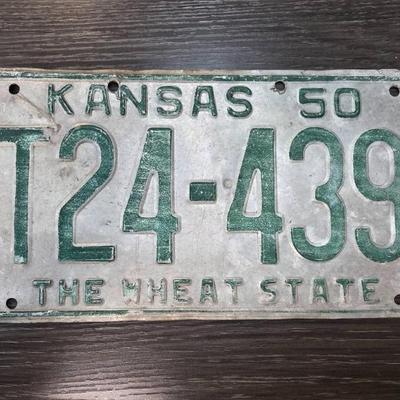 KANSAS 50
T24-439
THE WHEAT STATE